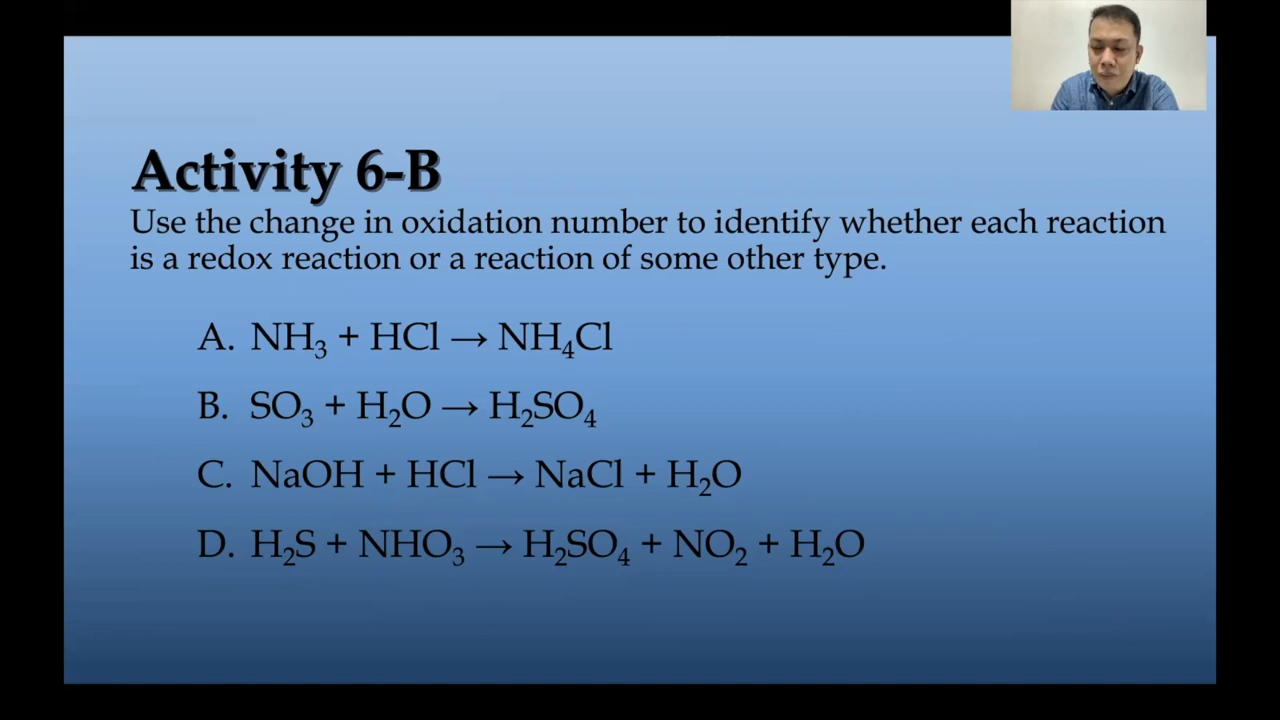 Activity 6-B
Use the change in oxidation number to identify whether each reaction
is a redox reaction or a reaction of some other type.
A. NH₃ + HCl → NH₄Cl
B. SO₃ + H₂O → H₂SO₄
C. NaOH + HCl → NaCl + H₂O
D. H₂S + NHO₃ → H₂SO₄ + NO₂ + H₂O